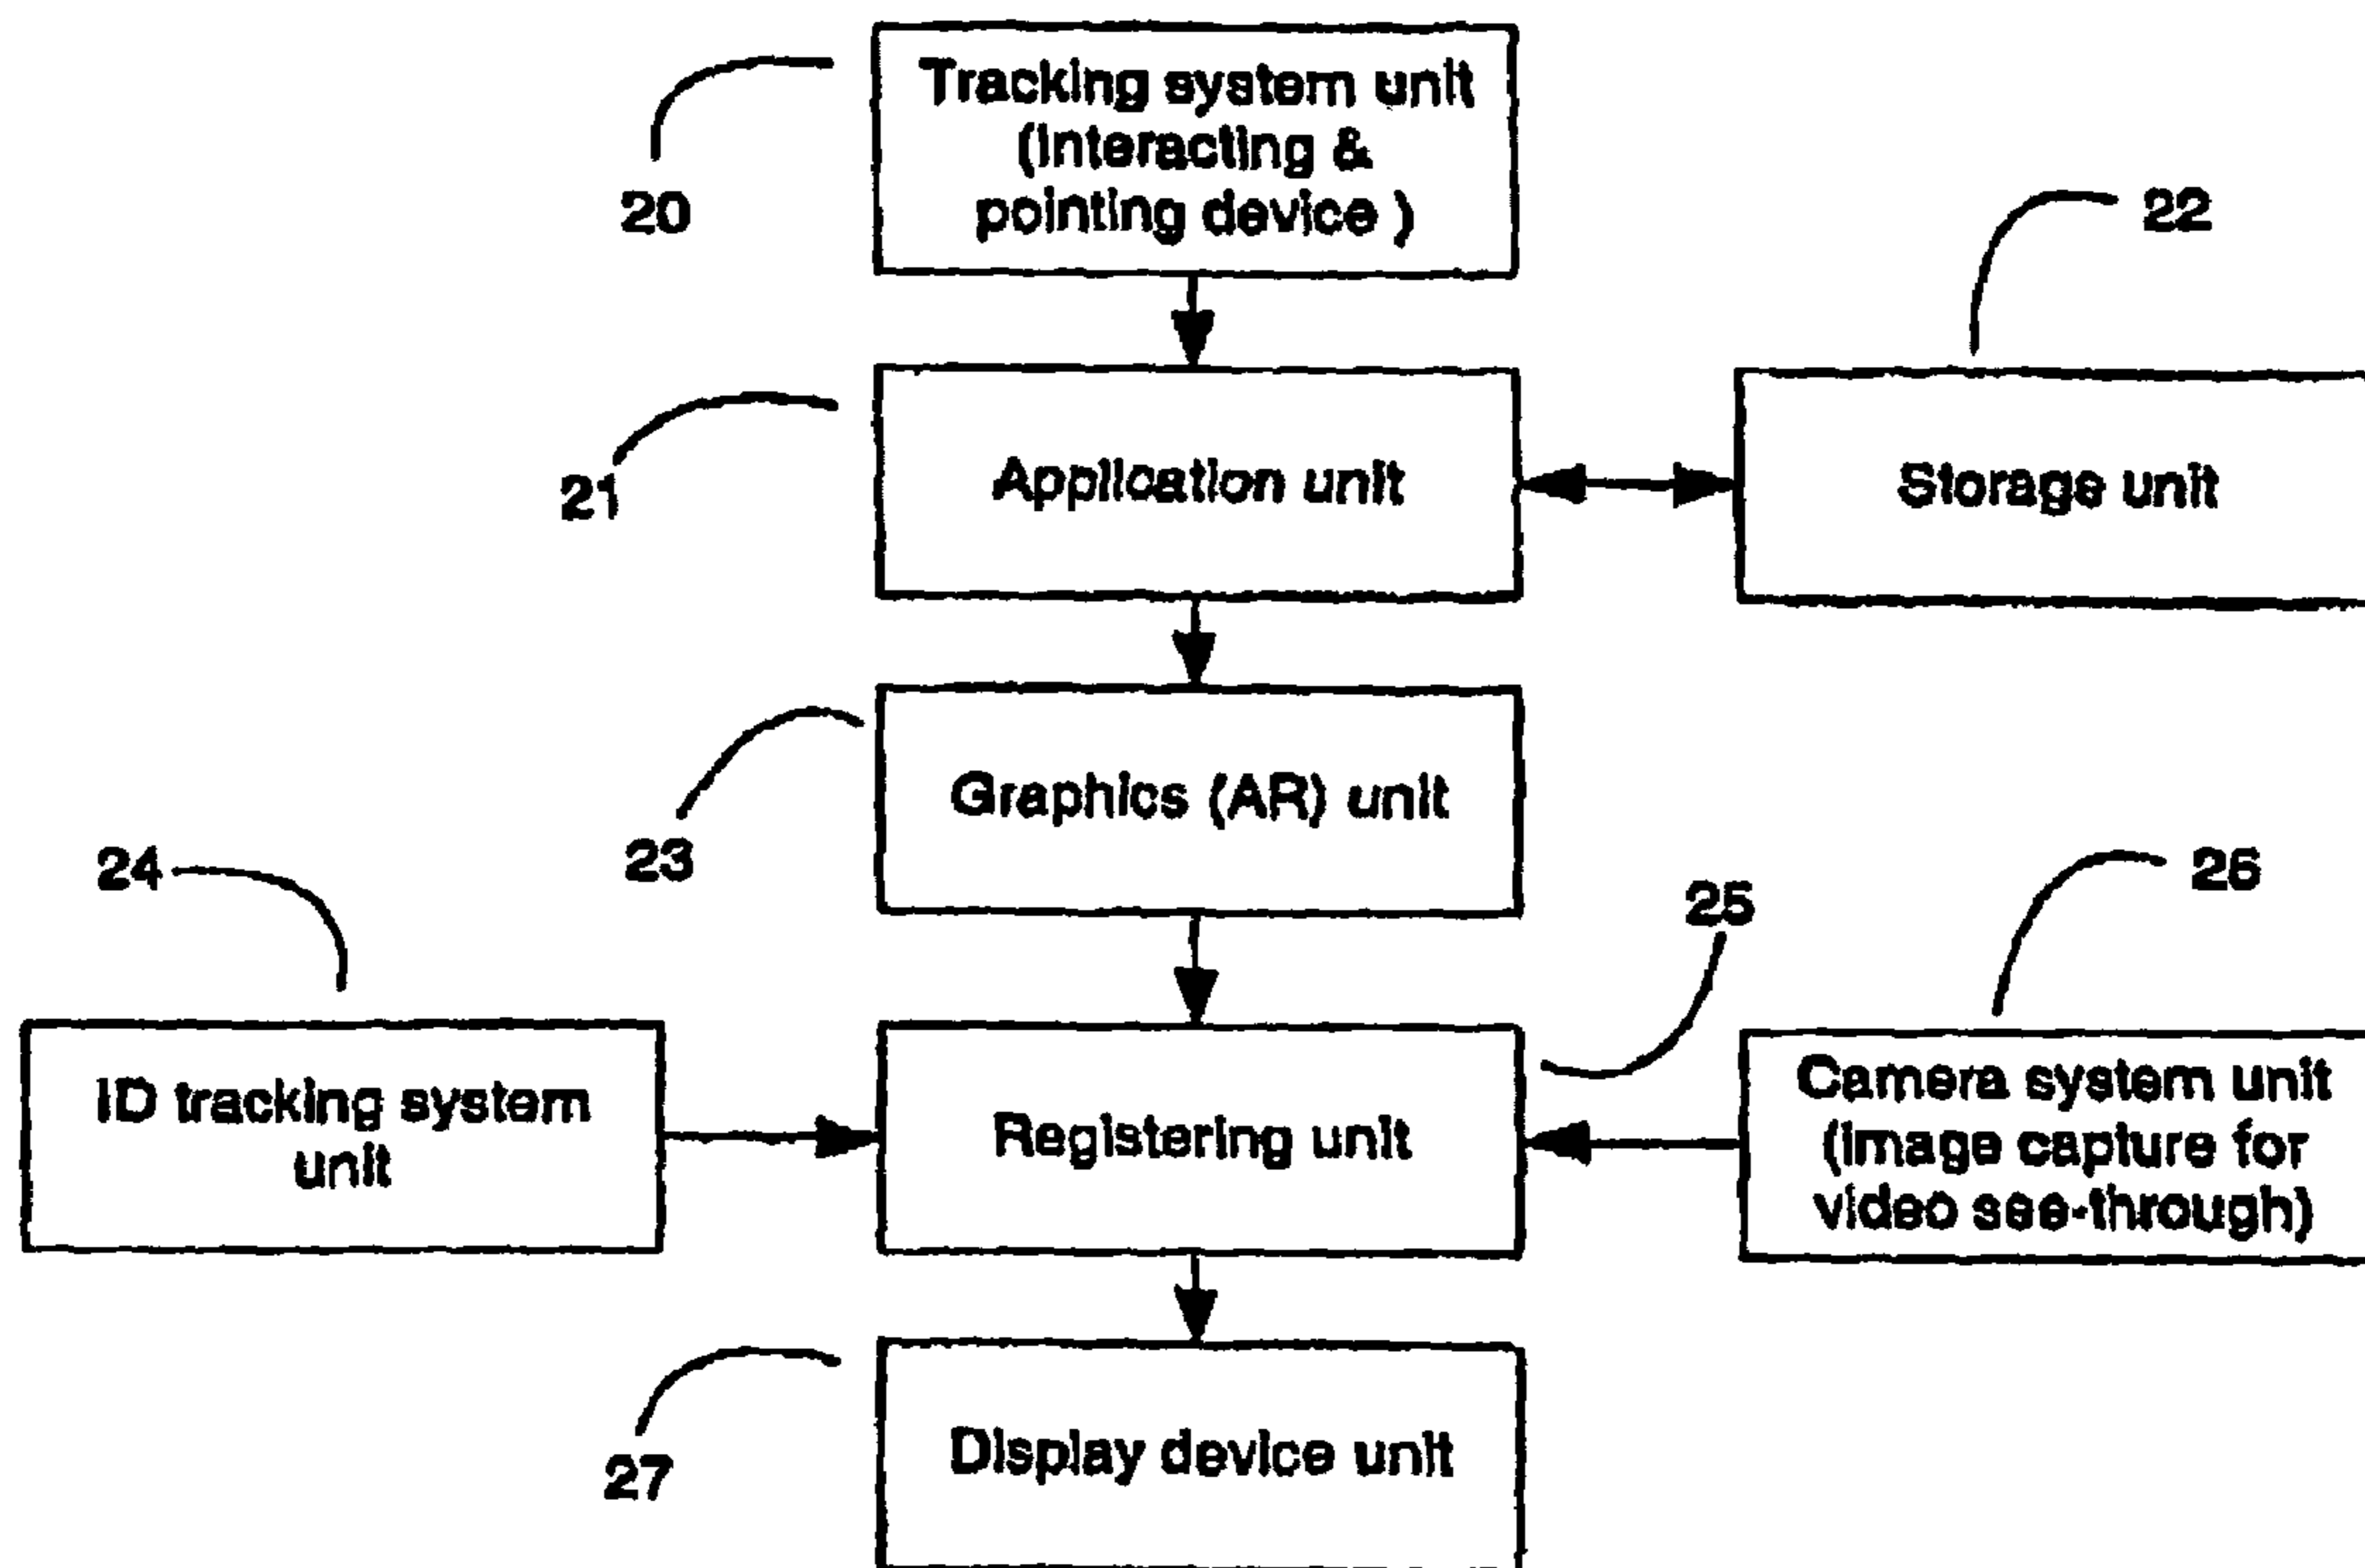 Tracking system unit
(Interacting &
pointing device )
20
22
21
Application unit
Storage unit
23
Graphics (AR) unit
24
25
26
ID tracking system
unit
Registering unit
Camera system unit
(image capture for
video see-through)
27
Display device unit